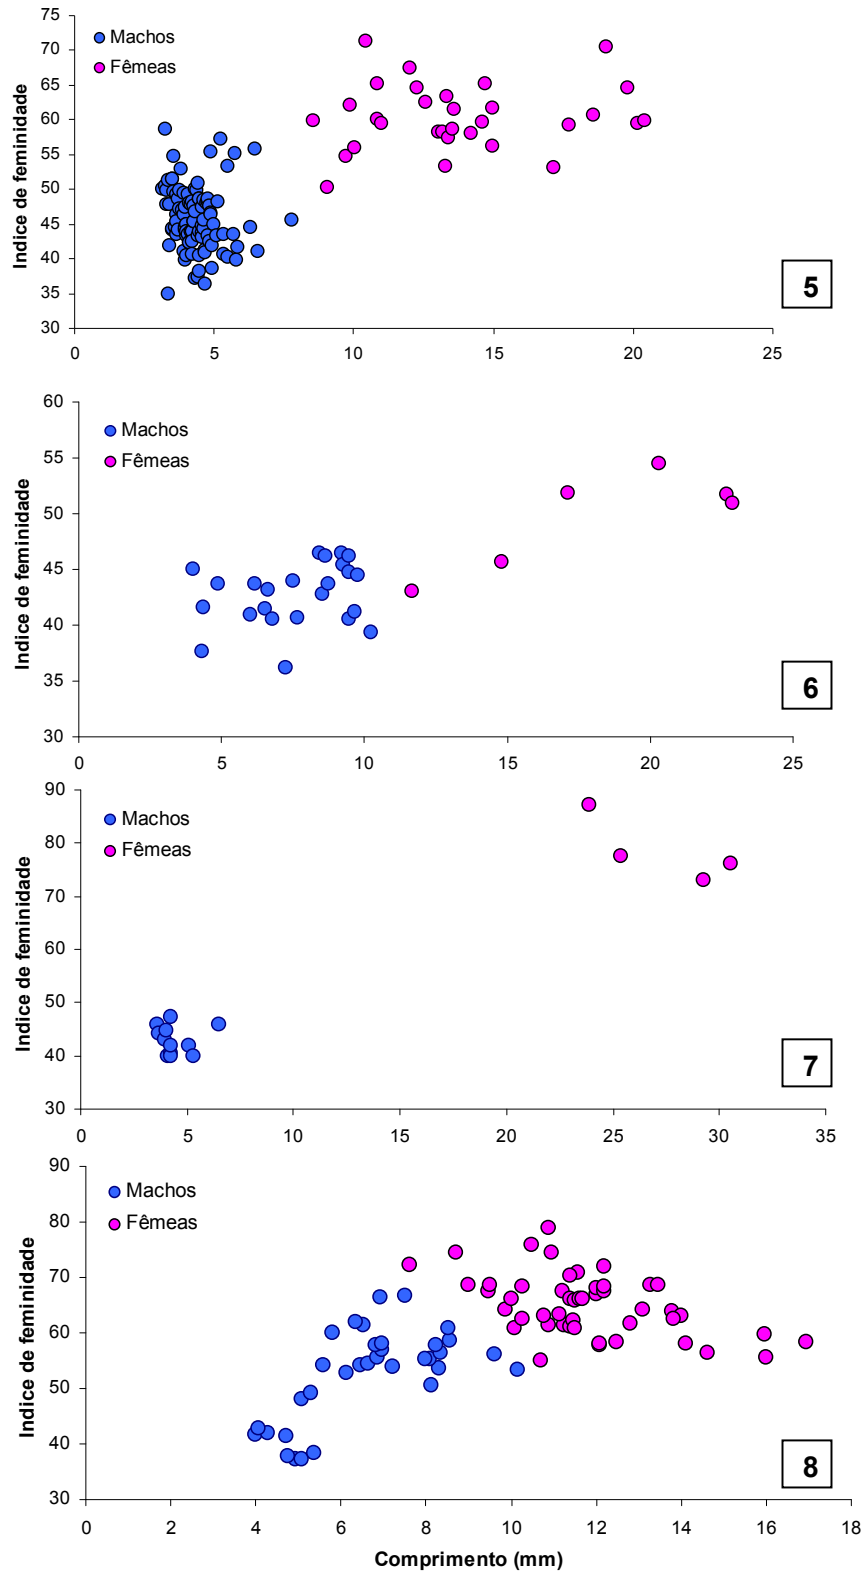 75
70
65
60
55
50
45
40
35
30
Indice de feminidade
Machos
Fêmeas
5
0 5 10 15 20 25
60
55
50
45
40
35
30
Indice de feminidade
Machos
Fêmeas
6
0 5 10 15 20 25
90
80
70
60
50
40
30
Indice de feminidade
Machos
Fêmeas
7
0 5 10 15 20 25 30 35
90
80
70
60
50
40
30
Indice de feminidade
Machos
Fêmeas
8
0 2 4 6 8 10 12 14 16 18
Comprimento (mm)